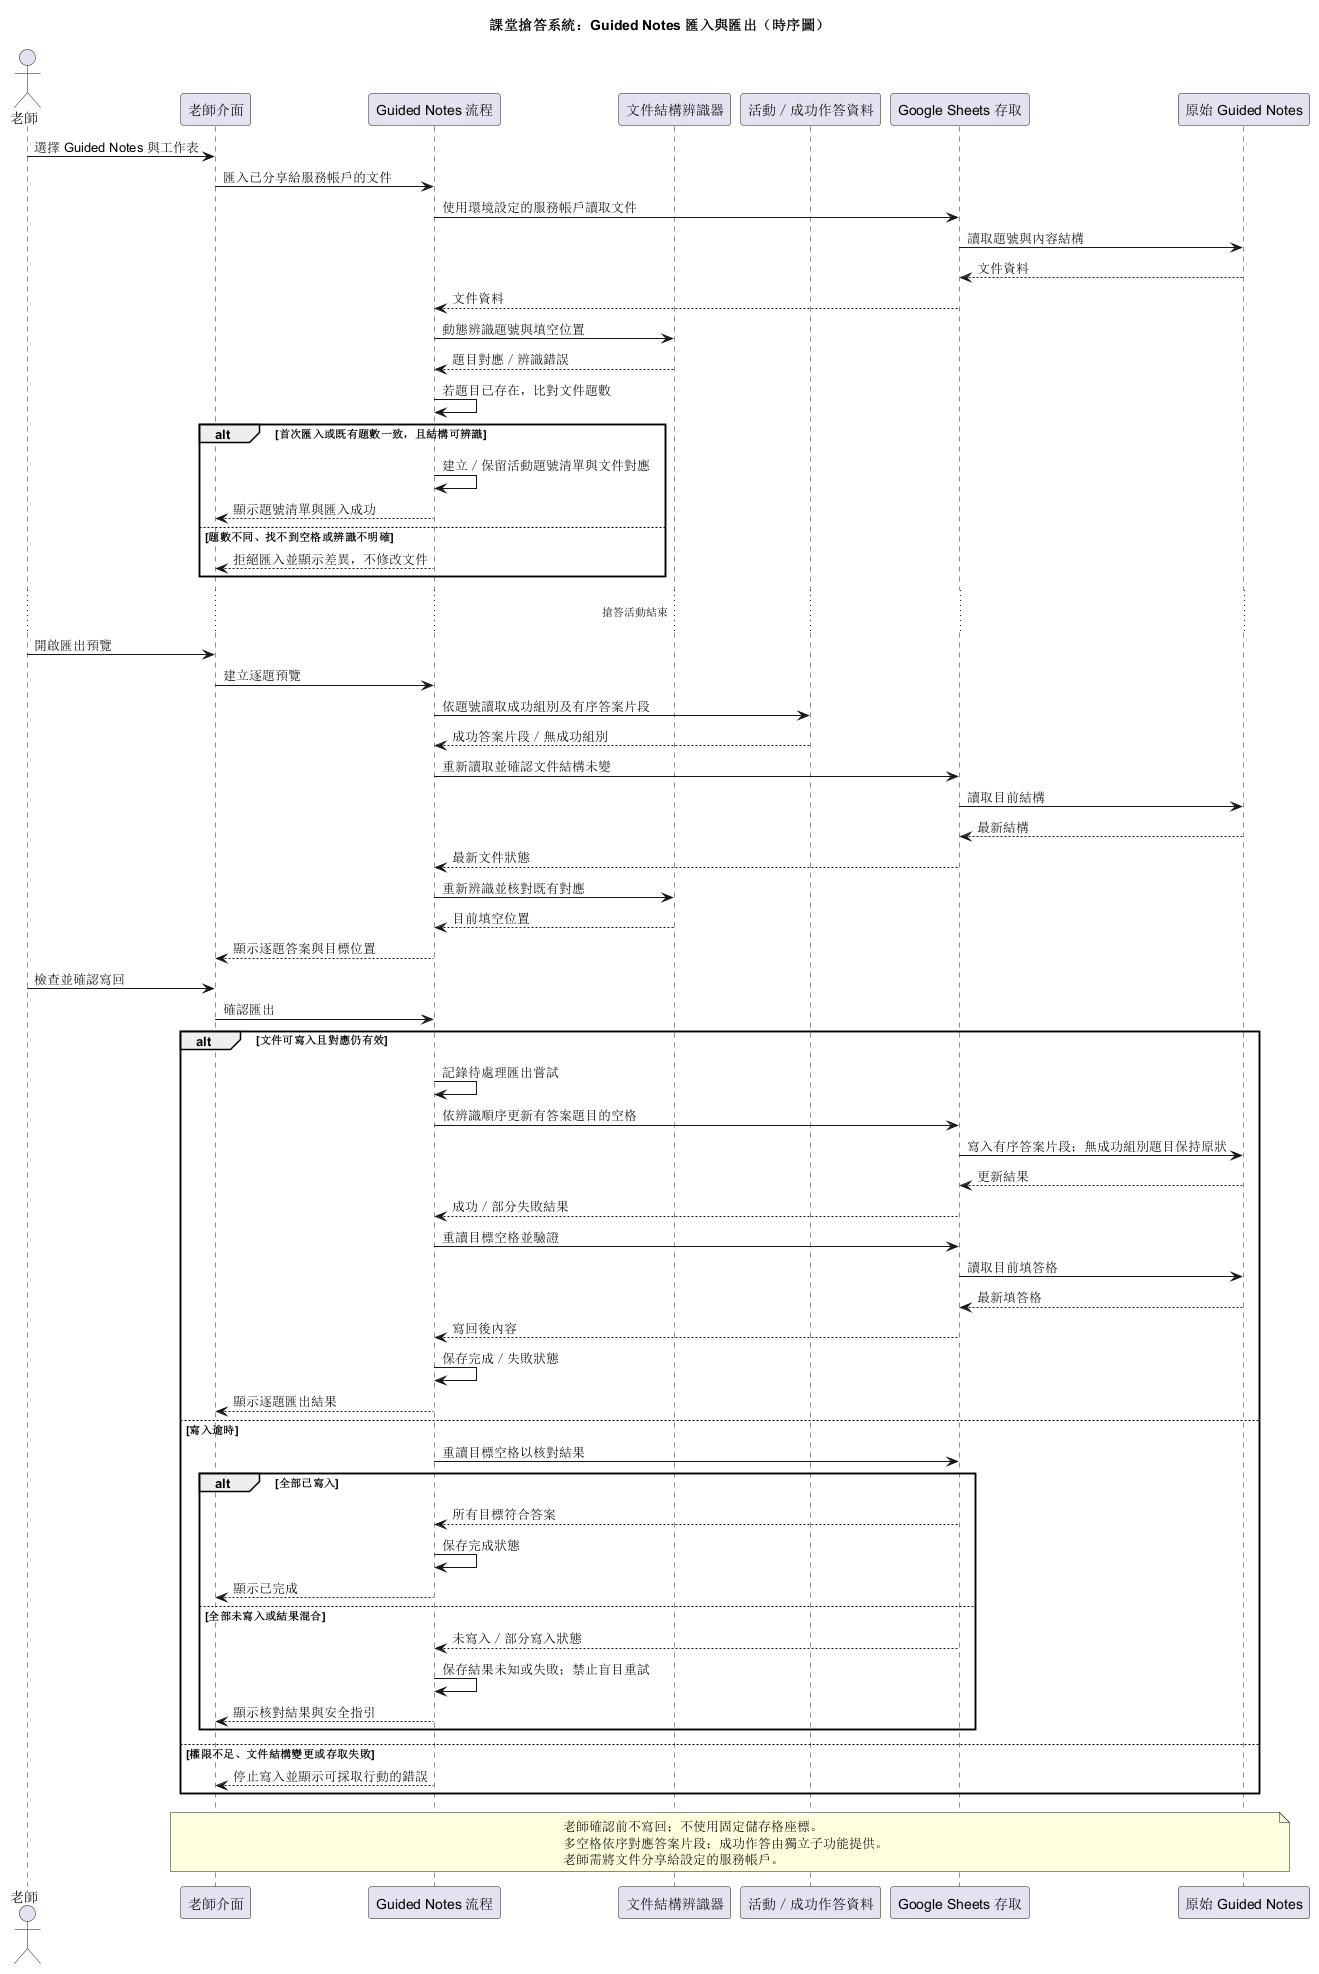 課堂搶答系統：Guided Notes 匯入與匯出（時序圖）
老師
老師介面
Guided Notes 流程
文件結構辨識器
活動 / 成功作答資料
Google Sheets 存取
原始 Guided Notes
選擇 Guided Notes 與工作表
匯入已分享給服務帳戶的文件
使用環境設定的服務帳戶讀取文件
讀取題號與內容結構
文件資料
文件資料
動態辨識題號與填空位置
題目對應 / 辨識錯誤
若題目已存在，比對文件題數
alt [首次匯入或既有題數一致，且結構可辨識]
建立 / 保留活動題號清單與文件對應
顯示題號清單與匯入成功
[題數不同、找不到空格或辨識不明確]
拒絕匯入並顯示差異，不修改文件
搶答活動結束
開啟匯出預覽
建立逐題預覽
依題號讀取成功組別及有序答案片段
成功答案片段 / 無成功組別
重新讀取並確認文件結構未變
讀取目前結構
最新結構
最新文件狀態
重新辨識並核對既有對應
目前填空位置
顯示逐題答案與目標位置
檢查並確認寫回
確認匯出
alt [文件可寫入且對應仍有效]
記錄待處理匯出嘗試
依辨識順序更新有答案題目的空格
寫入有序答案片段；無成功組別題目保持原狀
更新結果
成功 / 部分失敗結果
重讀目標空格並驗證
讀取目前填答格
最新填答格
寫回後內容
保存完成 / 失敗狀態
顯示逐題匯出結果
[寫入逾時]
重讀目標空格以核對結果
alt [全部已寫入]
所有目標符合答案
保存完成狀態
顯示已完成
[全部未寫入或結果混合]
未寫入 / 部分寫入狀態
保存結果未知或失敗；禁止盲目重試
顯示核對結果與安全指引
[權限不足、文件結構變更或存取失敗]
停止寫入並顯示可採取行動的錯誤
老師確認前不寫回；不使用固定儲存格座標。
多空格依序對應答案片段；成功作答由獨立子功能提供。
老師需將文件分享給設定的服務帳戶。
老師
老師介面
Guided Notes 流程
文件結構辨識器
活動 / 成功作答資料
Google Sheets 存取
原始 Guided Notes